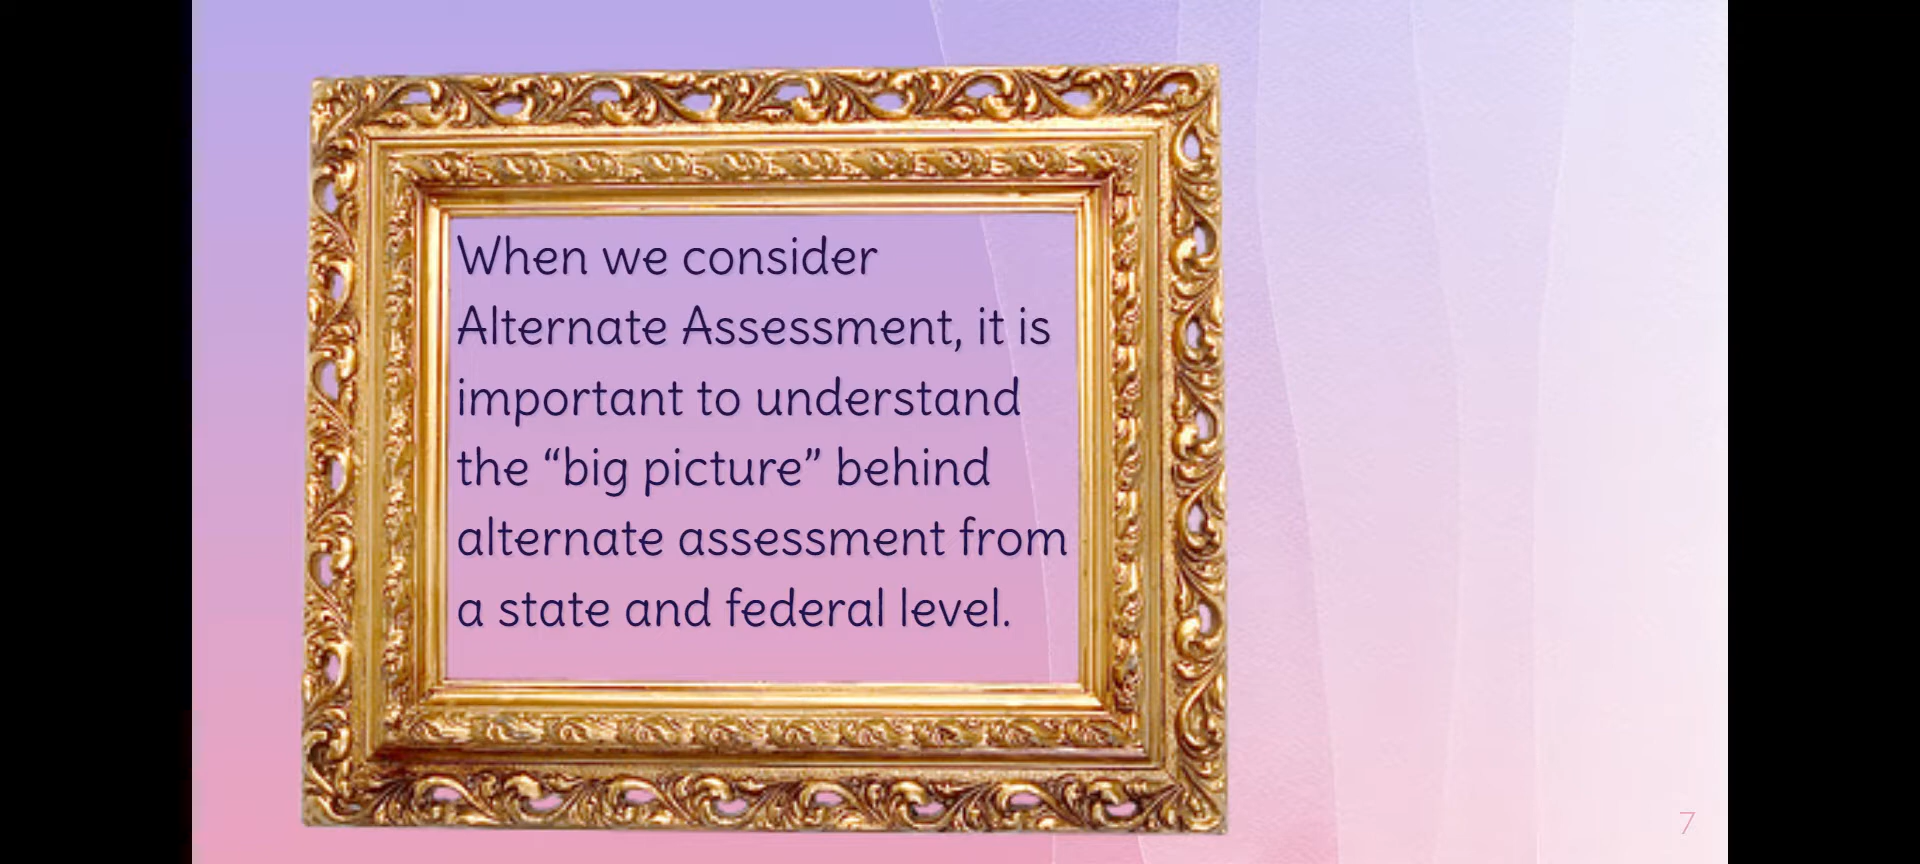 When we consider
Alternate Assessment, it is
important to understand
the “big picture” behind
alternate assessment from
a state and federal level.
7